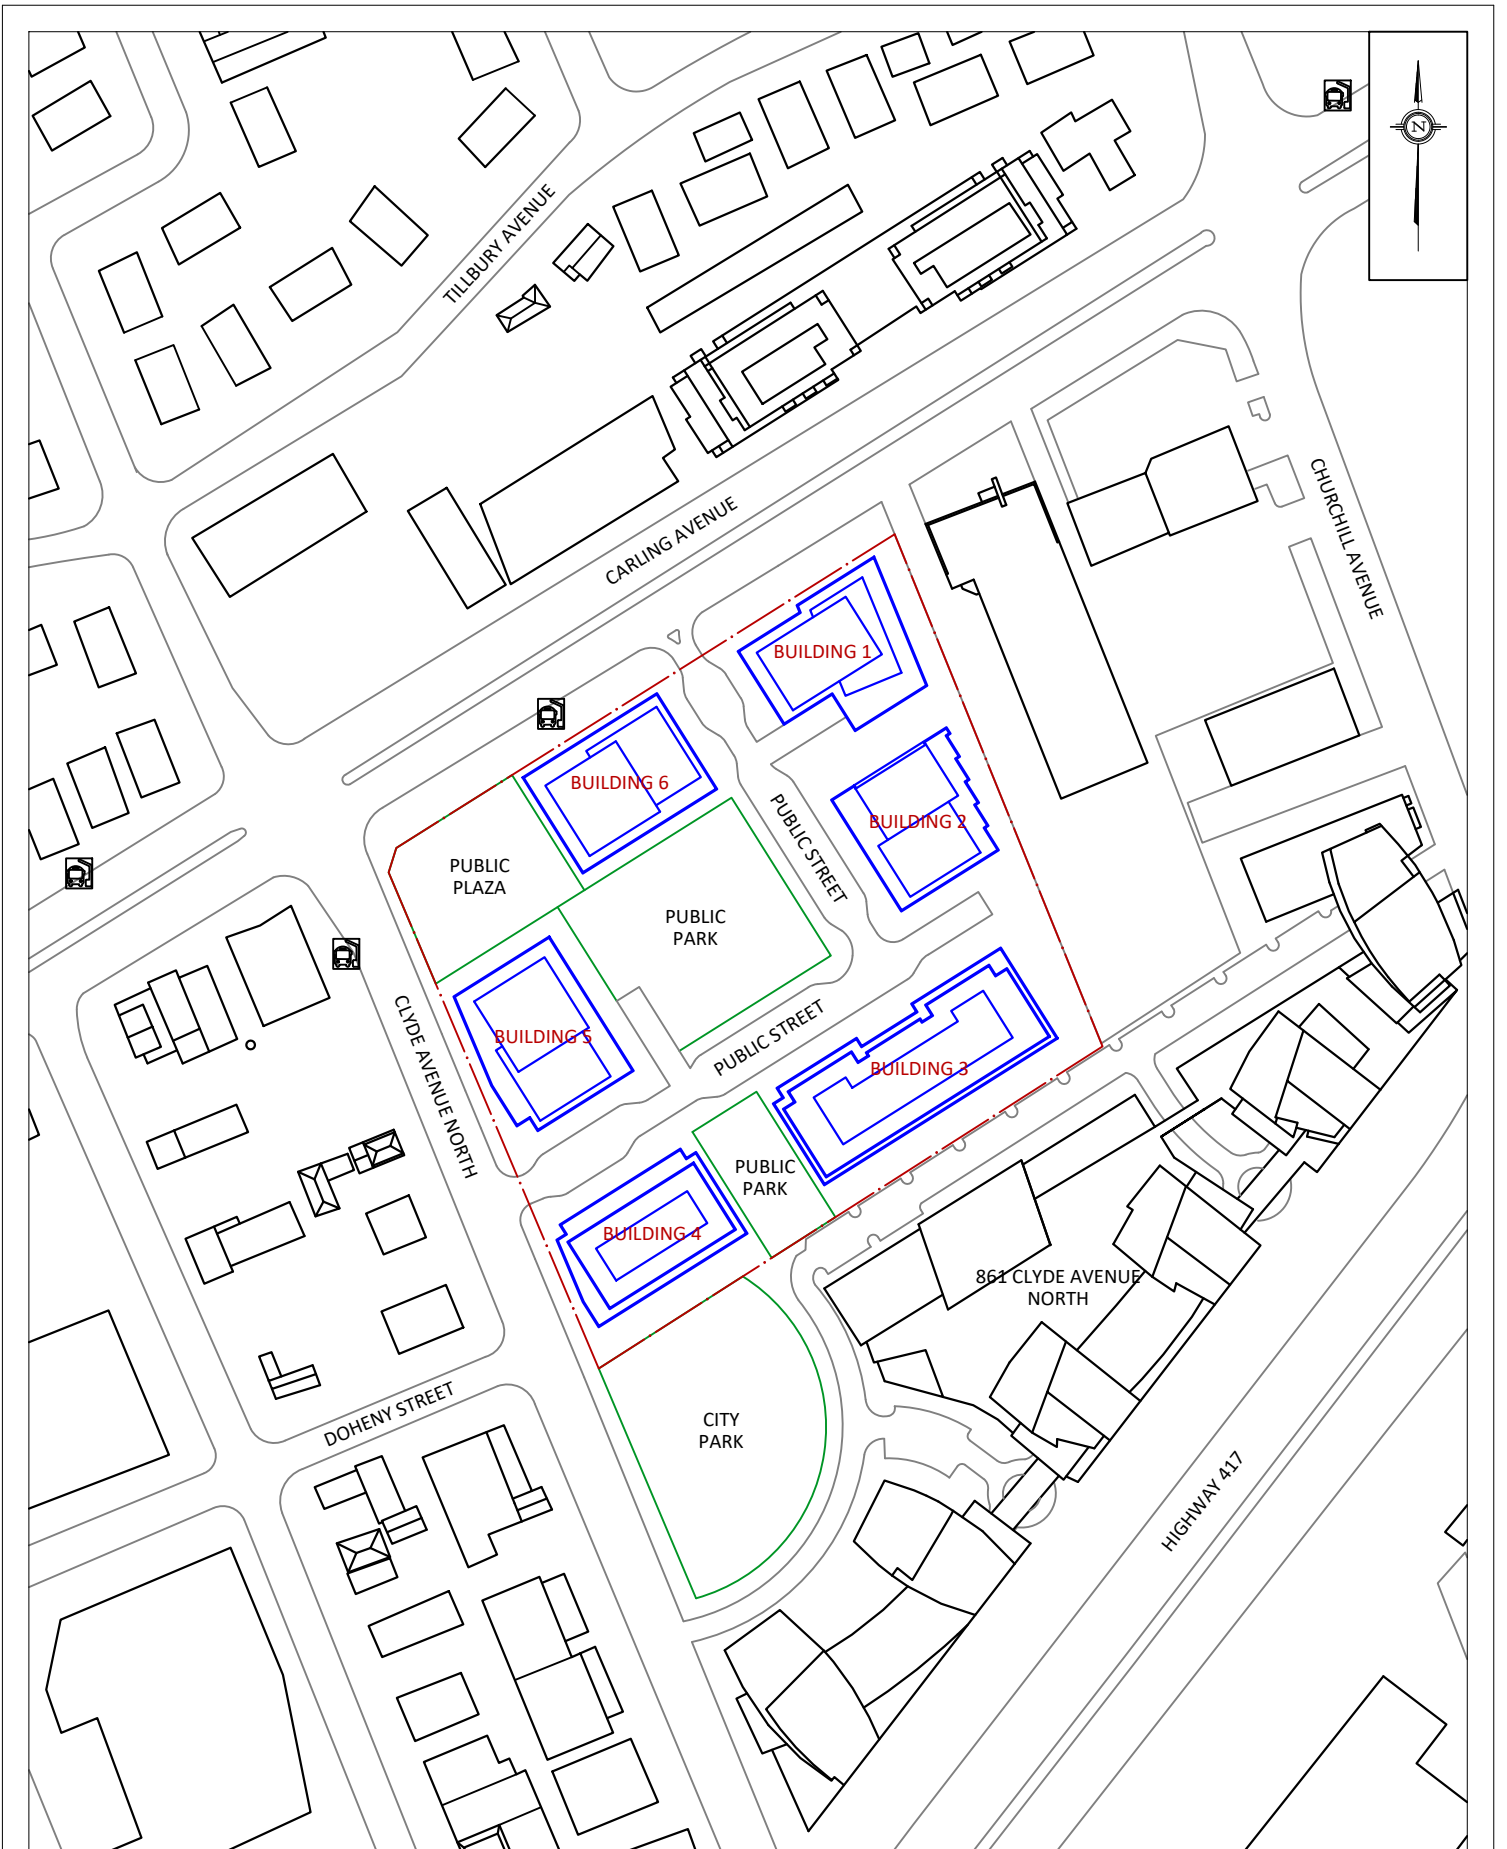 N
TILLBURY AVENUE
CARLING AVENUE
CHURCHILL AVENUE
BUILDING 1
BUILDING 6
BUILDING 2
PUBLIC STREET
PUBLIC
PLAZA
PUBLIC
PARK
CLYDE AVENUE NORTH
BUILDING 5
PUBLIC STREET
BUILDING 3
PUBLIC
PARK
BUILDING 4
861 CLYDE AVENUE
NORTH
DOHENY STREET
CITY
PARK
HIGHWAY 417